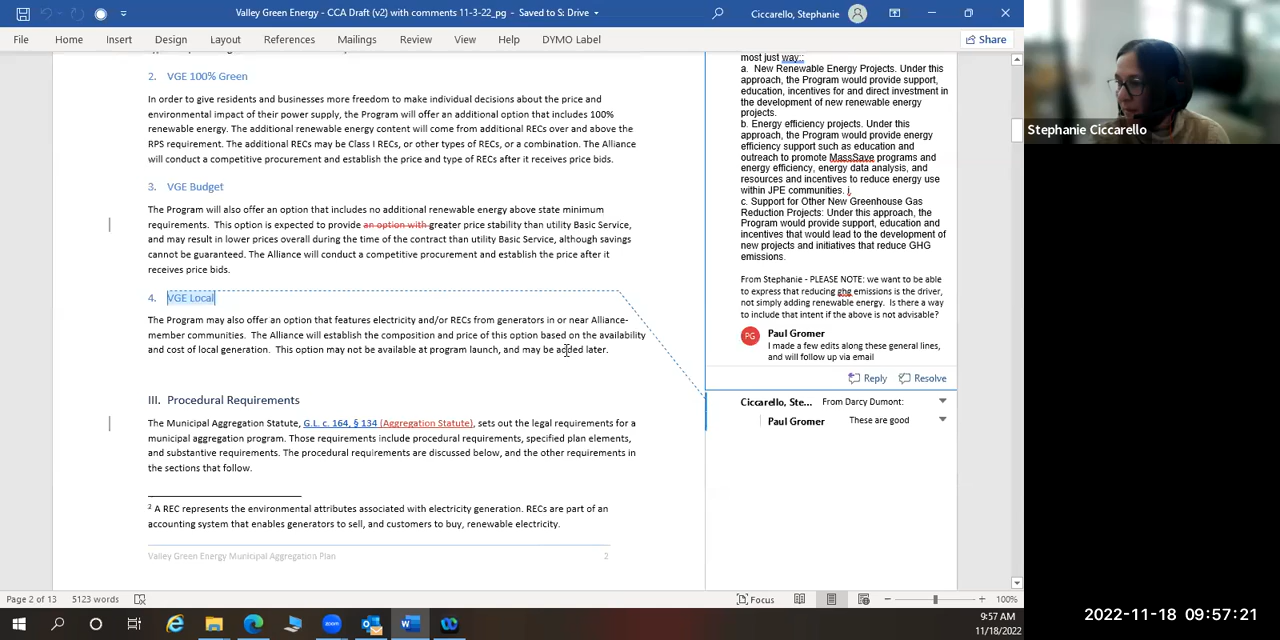 Valley Green Energy - CCA Draft (v2) with comments 11-3-22_pg - Saved to S: Drive
Ciccarello, Stephanie
File Home Insert Design Layout References Mailings Review View Help DYMO Label
Share
2. VGE 100% Green
In order to give residents and businesses more freedom to make individual decisions about the price and
environmental impact of their power supply, the Program will offer an additional option that includes 100%
renewable energy. The additional renewable energy content will come from additional RECs over and above the
RPS requirement. The additional RECs may be Class I RECs, or other types of RECs, or a combination. The Alliance
will conduct a competitive procurement and establish the price and type of RECs after it receives price bids.
3. VGE Budget
The Program will also offer an option that includes no additional renewable energy above state minimum
requirements. This option is expected to provide an option with greater price stability than utility Basic Service,
and may result in lower prices overall during the time of the contract than utility Basic Service, although savings
cannot be guaranteed. The Alliance will conduct a competitive procurement and establish the price after it
receives price bids.
4. VGE Local
The Program may also offer an option that features electricity and/or RECs from generators in or near Alliance-
member communities. The Alliance will establish the composition and price of this option based on the availability
and cost of local generation. This option may not be available at program launch, and may be added later.
III. Procedural Requirements
The Municipal Aggregation Statute, G.L. c. 164, § 134 (Aggregation Statute), sets out the legal requirements for a
municipal aggregation program. Those requirements include procedural requirements, specified plan elements,
and substantive requirements. The procedural requirements are discussed below, and the other requirements in
the sections that follow.
2 A REC represents the environmental attributes associated with electricity generation. RECs are part of an
accounting system that enables generators to sell, and customers to buy, renewable electricity.
Valley Green Energy Municipal Aggregation Plan 2
most just way::
a. New Renewable Energy Projects. Under this
approach, the Program would provide support,
education, incentives for and direct investment in
the development of new renewable energy
projects.
b. Energy efficiency projects. Under this
approach, the Program would provide energy
efficiency support such as education and
outreach to promote MassSave programs and
energy efficiency, energy data analysis, and
resources and incentives to reduce energy use
within JPE communities. j.
c. Support for Other New Greenhouse Gas
Reduction Projects: Under this approach, the
Program would provide support, education and
incentives that would lead to the development of
new projects and initiatives that reduce GHG
emissions.
From Stephanie - PLEASE NOTE: we want to be able
to express that reducing ghg emissions is the driver,
not simply adding renewable energy. Is there a way
to include that intent if the above is not advisable?
PG Paul Gromer
I made a few edits along these general lines,
and will follow up via email
Reply Resolve
Ciccarello, Ste... From Darcy Dumont:
Paul Gromer These are good
Stephanie Ciccarello
Page 2 of 13 5123 words
Focus
100%
zoom
9:57 AM
11/18/2022
2022-11-18 09:57:21